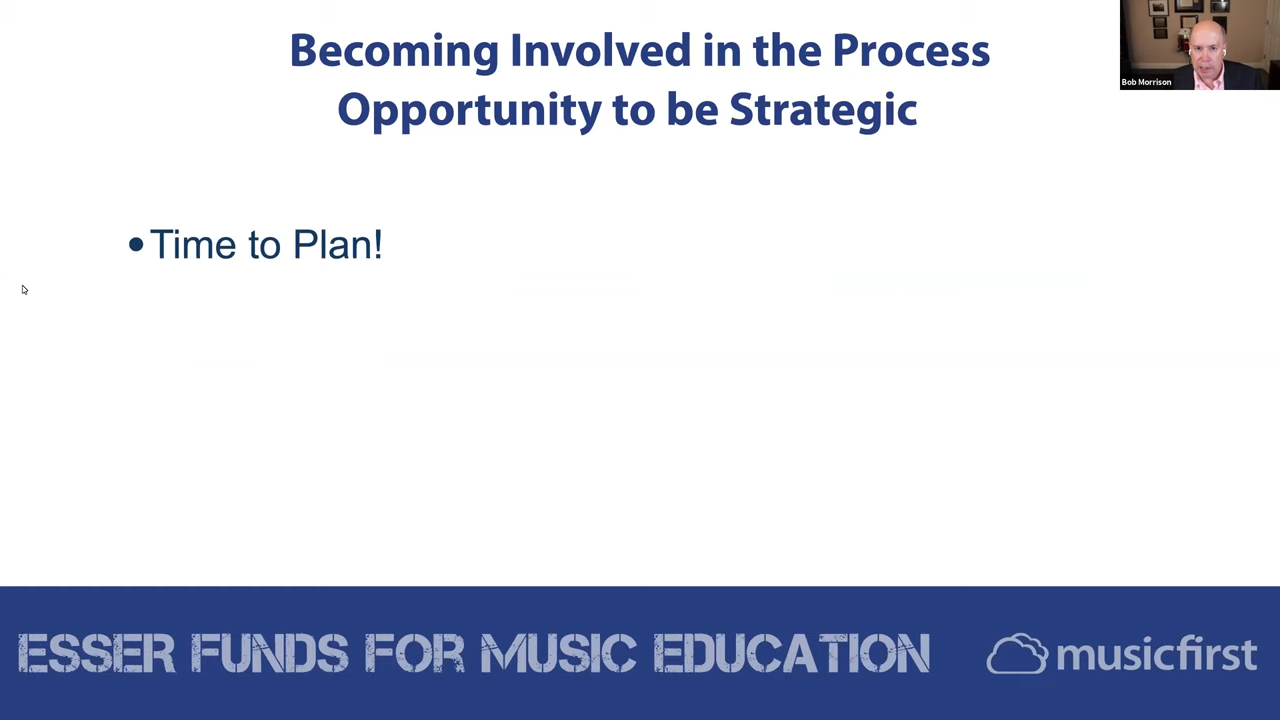 Becoming Involved in the Process
Opportunity to be Strategic
Bob Morrison
•Time to Plan!
ESSER FUNDS FOR MUSIC EDUCATION
musicfirst